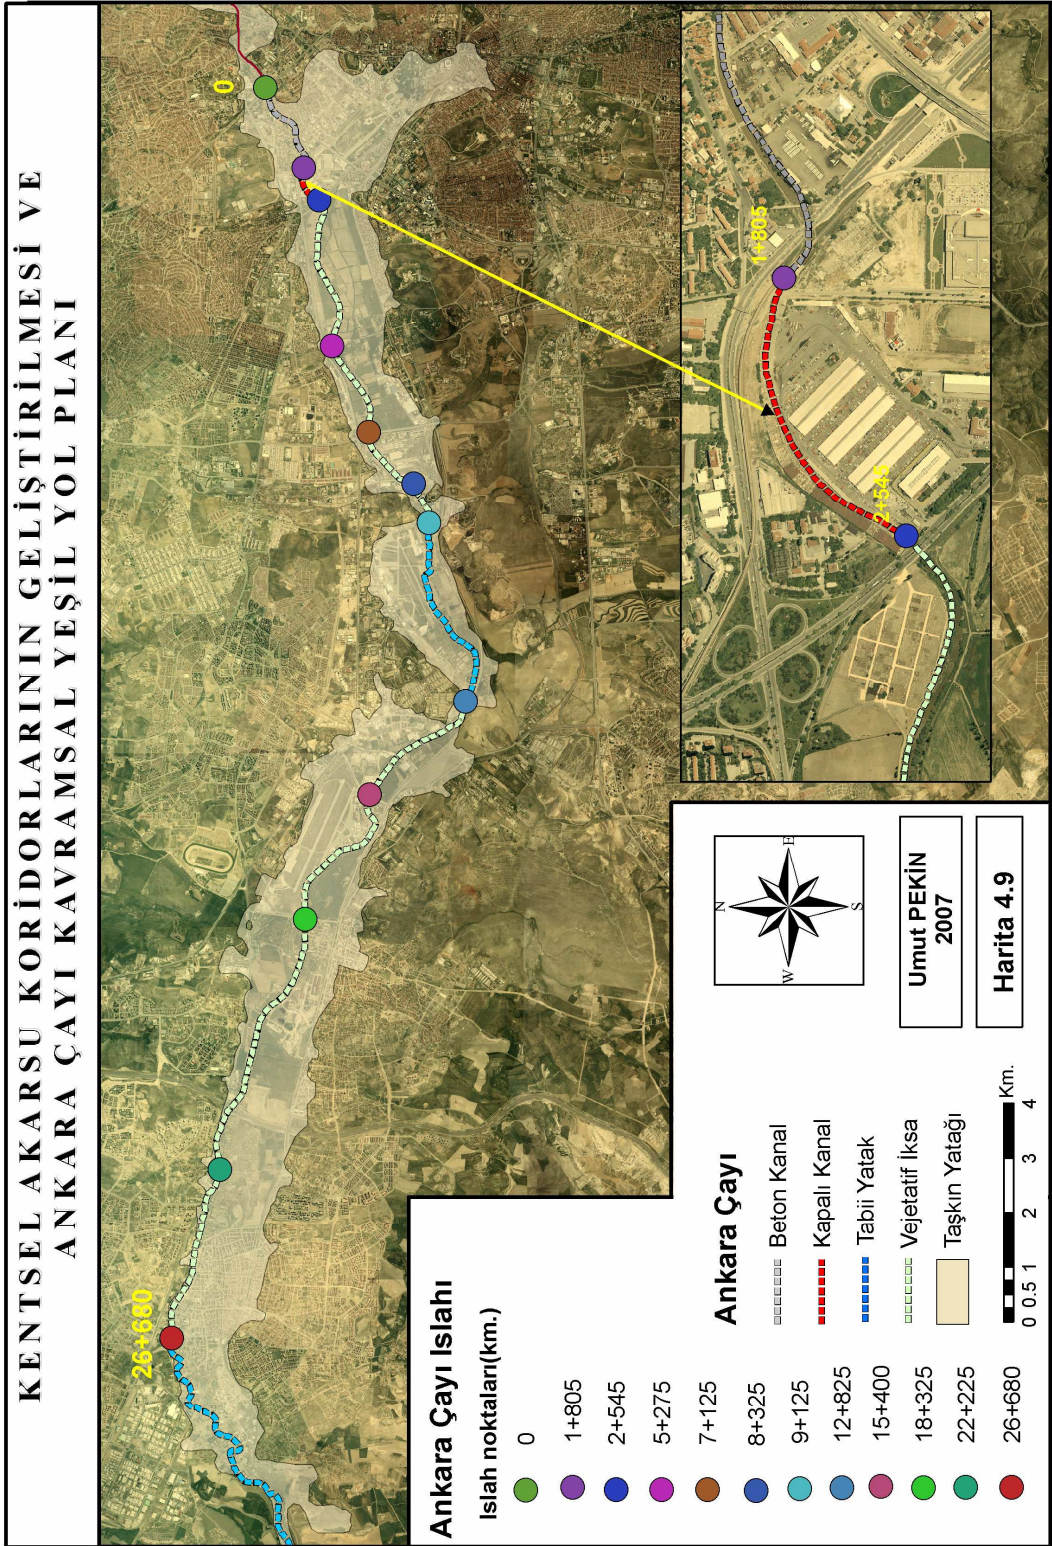 KENTSEL AKARSU KORİDORLARININ GELİŞTİRİLMESİ VE
ANKARA ÇAYI KAVRAMSAL YEŞİL YOL PLANI
26+680
0
1+805
2+545
Ankara Çayı Islahı
Islah noktaları(km.)
0
1+805
2+545
5+275
7+125
8+325
9+125
12+625
15+400
18+325
22+225
26+680
Ankara Çayı
Beton Kanal
Kapalı Kanal
Tabii Yatak
Vejetatif İksa
Taşkın Yatağı
0 0.5 1 2 3 4 Km.
N
W E
S
Umut PEKİN
2007
Harita 4.9